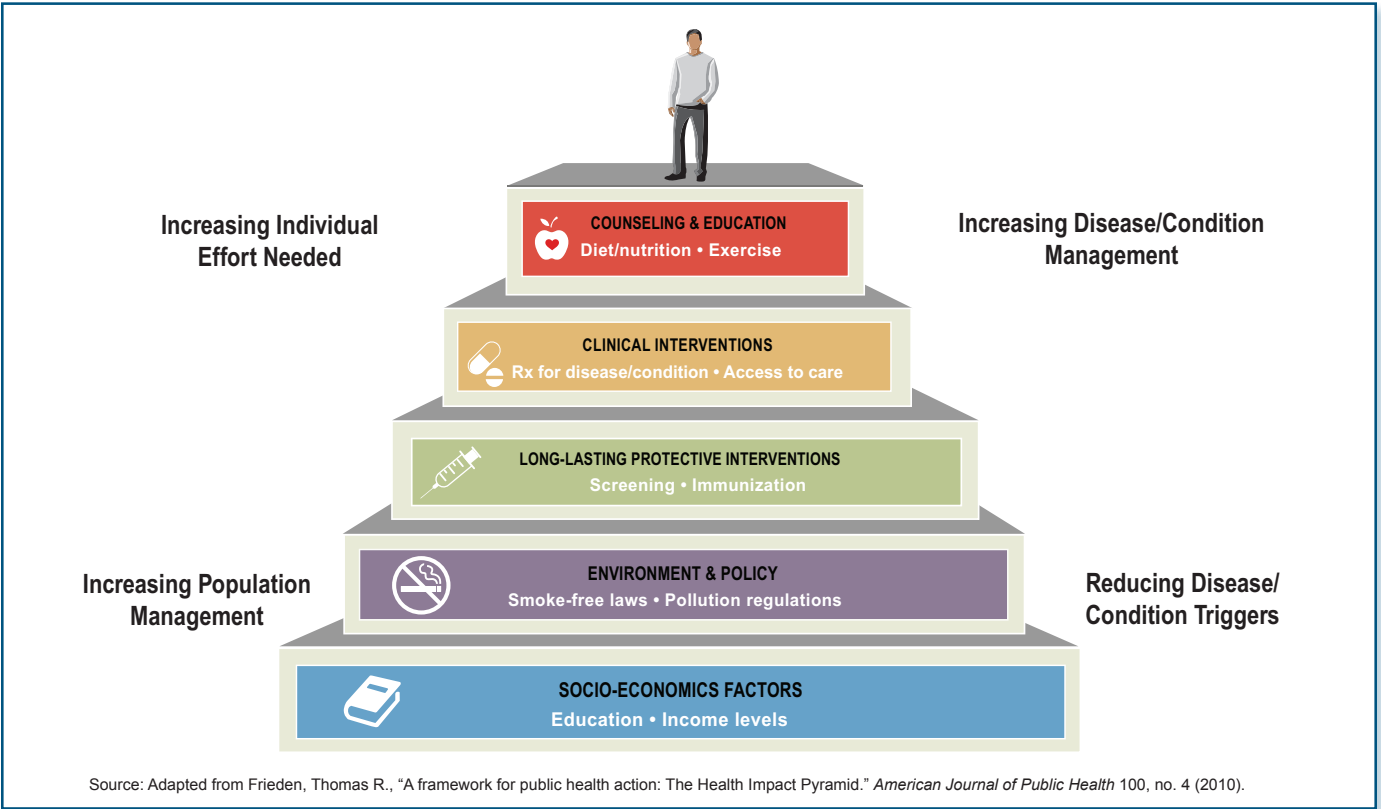 Increasing Individual
Effort Needed
Increasing Disease/Condition
Management
COUNSELING & EDUCATION
Diet/nutrition • Exercise
CLINICAL INTERVENTIONS
Rx for disease/condition • Access to care
LONG-LASTING PROTECTIVE INTERVENTIONS
Screening • Immunization
Increasing Population
Management
Reducing Disease/
Condition Triggers
ENVIRONMENT & POLICY
Smoke-free laws • Pollution regulations
SOCIO-ECONOMICS FACTORS
Education • Income levels
Source: Adapted from Frieden, Thomas R., “A framework for public health action: The Health Impact Pyramid.” American Journal of Public Health 100, no. 4 (2010).